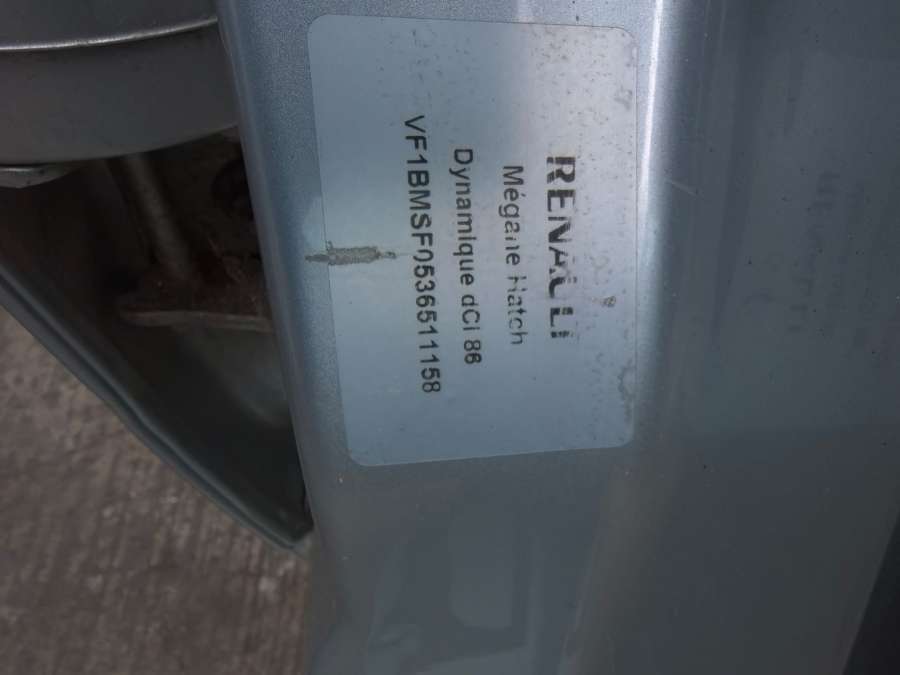 RENAULT
Mégane Hatch
Dynamique dCi 86
VF1BMSF0536511158